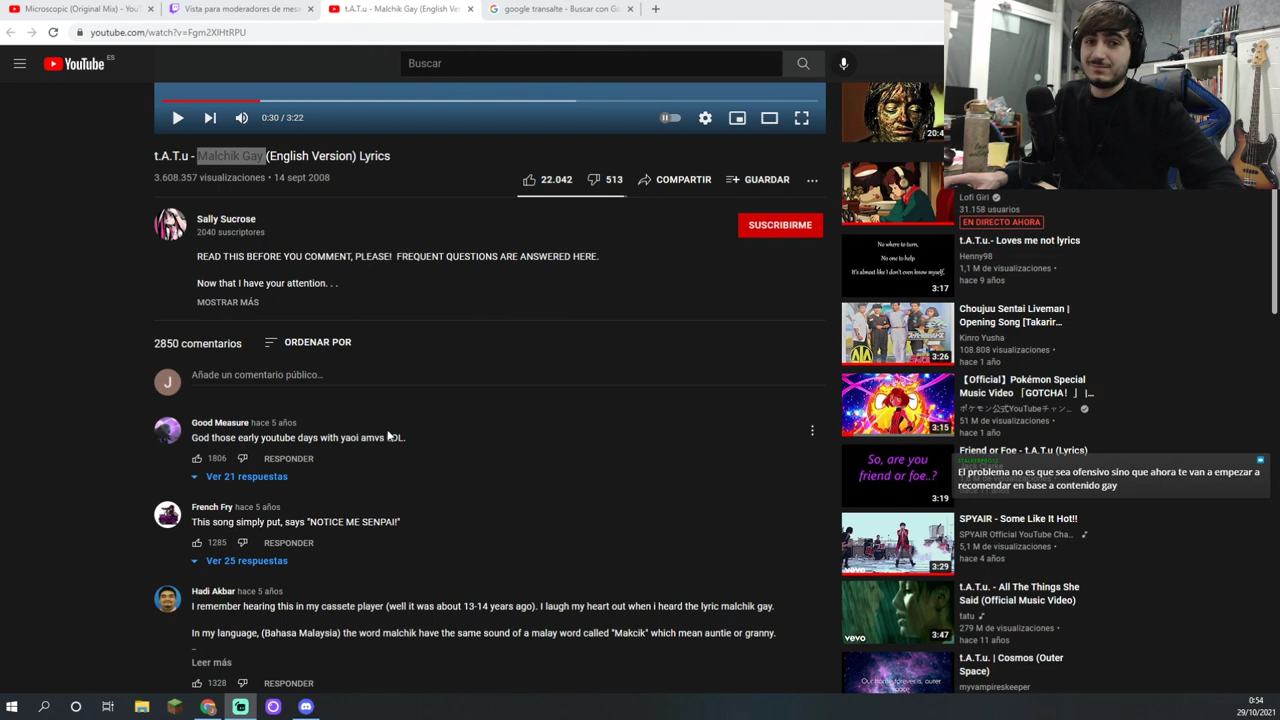 Microscopic (Original Mix) - YouT
Vista para moderadores de mese
t.A.T.u - Malchik Gay (English Ver
google transalte - Buscar con Go
youtube.com/watch?v=Fgm2XIHtRPU
YouTube ES
Buscar
0:30 / 3:22
20:4
t.A.T.u - Malchik Gay (English Version) Lyrics
3.608.357 visualizaciones • 14 sept 2008
22.042
513
COMPARTIR
GUARDAR
Sally Sucrose
2040 suscriptores
SUSCRIBIRME
READ THIS BEFORE YOU COMMENT, PLEASE! FREQUENT QUESTIONS ARE ANSWERED HERE.
Now that I have your attention. . .
MOSTRAR MÁS
2850 comentarios
ORDENAR POR
J
Añade un comentario público...
Good Measure hace 5 años
God those early youtube days with yaoi amvs LOL.
1806
RESPONDER
Ver 21 respuestas
French Fry hace 5 años
This song simply put, says "NOTICE ME SENPAI!"
1285
RESPONDER
Ver 25 respuestas
Hadi Akbar hace 5 años
I remember hearing this in my cassete player (well it was about 13-14 years ago). I laugh my heart out when i heard the lyric malchik gay.
In my language, (Bahasa Malaysia) the word malchik have the same sound of a malay word called "Makcik" which mean auntie or granny.
_
Leer más
1328
RESPONDER
Lofi Girl
31.158 usuarios
EN DIRECTO AHORA
No where to turn,
No one to help
It's almost like I don't even know myself.
3:17
t.A.T.u.- Loves me not lyrics
Henny98
1,1 M de visualizaciones •
hace 9 años
3:26
Choujuu Sentai Liveman |
Opening Song [Takarir...
Kinro Yusha
108.808 visualizaciones •
hace 1 año
3:15
【Official】Pokémon Special
Music Video 「GOTCHA！」 |...
ポケモン公式YouTubeチャン...
38 M de visualizaciones •
hace 1 año
So, are you
friend or foe..?
3:19
Friend or Foe - t.A.T.u (Lyrics)
El problema no es que sea ofensivo sino que ahora te van a empezar a
recomendar en base a contenido gay
vevo
3:29
SPYAIR - Some Like It Hot!!
SPYAIR Official YouTube Cha...
5,1 M de visualizaciones •
hace 4 años
vevo
3:47
t.A.T.u. - All The Things She
Said (Official Music Video)
tatu
279 M de visualizaciones •
hace 11 años
Our home forever is, outer
space
t.A.T.u. | Cosmos (Outer
Space)
myvampireskeeper
0:54
29/10/2021